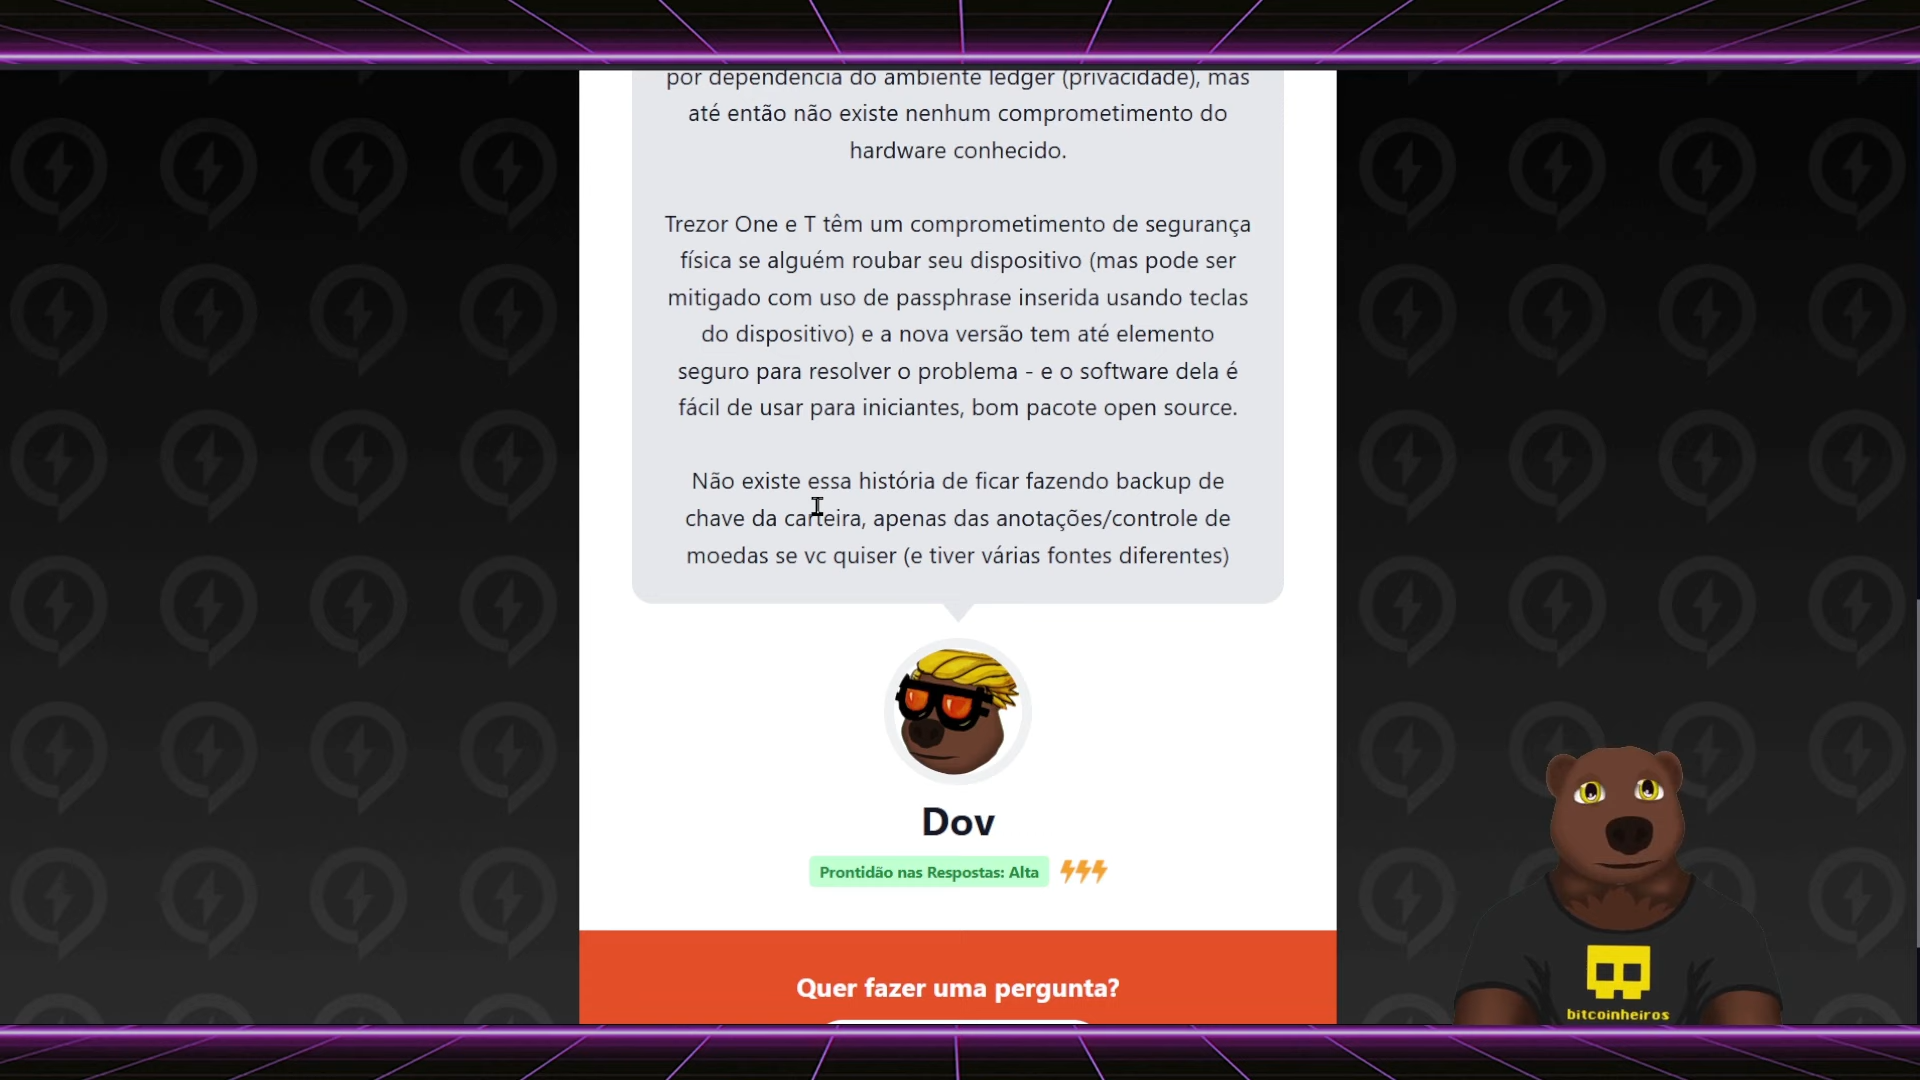 por dependência do ambiente ledger (privacidade), mas
até então não existe nenhum comprometimento do
hardware conhecido.
Trezor One e T têm um comprometimento de segurança
física se alguém roubar seu dispositivo (mas pode ser
mitigado com uso de passphrase inserida usando teclas
do dispositivo) e a nova versão tem até elemento
seguro para resolver o problema - e o software dela é
fácil de usar para iniciantes, bom pacote open source.
Não existe essa história de ficar fazendo backup de
chave da carteira, apenas das anotações/controle de
moedas se vc quiser (e tiver várias fontes diferentes)
Dov
Prontidão nas Respostas: Alta
Quer fazer uma pergunta?
bitcoinheiros